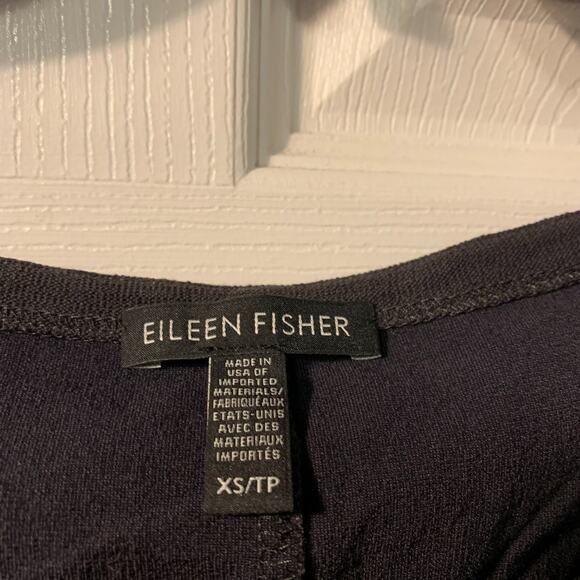 EILEEN FISHER
MADE IN
USA OF
IMPORTED
MATERIALS/
FABRIQUÉ AUX
ETATS-UNIS
AVEC DES
MATERIAUX
IMPORTÉS
XS/TP